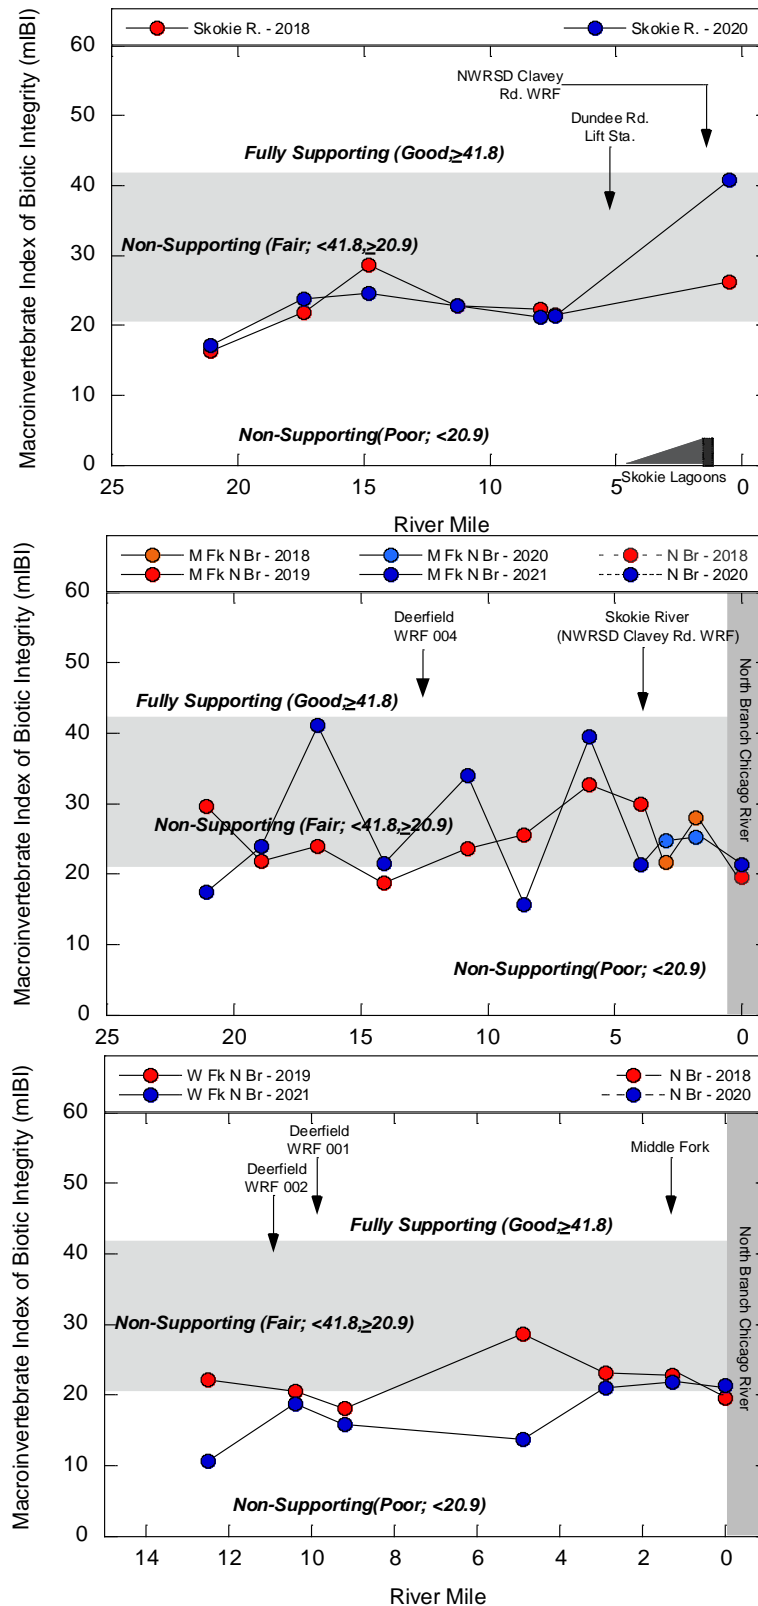 Skokie R. - 2018
Skokie R. - 2020
Macroinvertebrate Index of Biotic Integrity (mIBI)
60
50
40
30
20
10
0
NWRSD Clavey
Rd. WRF
Dundee Rd.
Lift Sta.
Fully Supporting (Good,≥41.8)
Non-Supporting (Fair; <41.8,≥20.9)
Non-Supporting(Poor; <20.9)
Skokie Lagoons
25 20 15 10 5 0
River Mile
M Fk N Br - 2018
M Fk N Br - 2020
N Br - 2018
M Fk N Br - 2019
M Fk N Br - 2021
N Br - 2020
Macroinvertebrate Index of Biotic Integrity (mIBI)
60
50
40
30
20
10
0
Deerfield
WRF 004
Skokie River
(NWRSD Clavey Rd. WRF)
Fully Supporting (Good,≥41.8)
Non-Supporting (Fair; <41.8,≥20.9)
Non-Supporting(Poor; <20.9)
North Branch Chicago River
25 20 15 10 5 0
W Fk N Br - 2019
N Br - 2018
W Fk N Br - 2021
N Br - 2020
Macroinvertebrate Index of Biotic Integrity (mIBI)
60
50
40
30
20
10
0
Deerfield
WRF 001
Deerfield
WRF 002
Middle Fork
Fully Supporting (Good,≥41.8)
Non-Supporting (Fair; <41.8,≥20.9)
Non-Supporting(Poor; <20.9)
North Branch Chicago River
14 12 10 8 6 4 2 0
River Mile